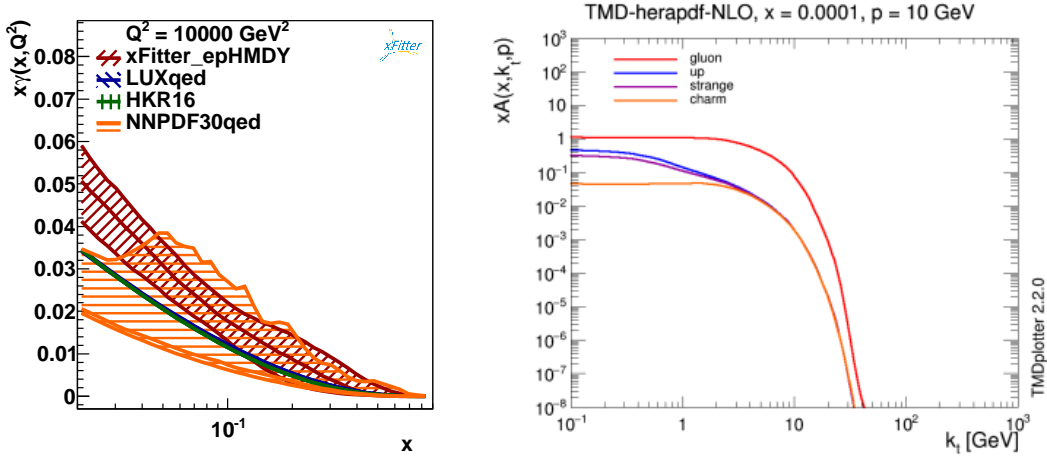 Q² = 10000 GeV²
xFitter_epHMDY
LUXqed
HKR16
NNPDF30qed
xFitter
xγ(x,Q²)
0.08
0.06
0.05
0.04
0.03
0.02
0.01
0
10⁻¹
x
TMD-herapdf-NLO, x = 0.0001, p = 10 GeV
xA(x,kₜ,p)
10³
10²
10
1
10⁻¹
10⁻²
10⁻³
10⁻⁴
10⁻⁵
10⁻⁶
10⁻⁷
10⁻⁸
gluon
up
strange
charm
10⁻¹
1
10
10²
10³
kₜ [GeV]
TMDplotter 2.2.0